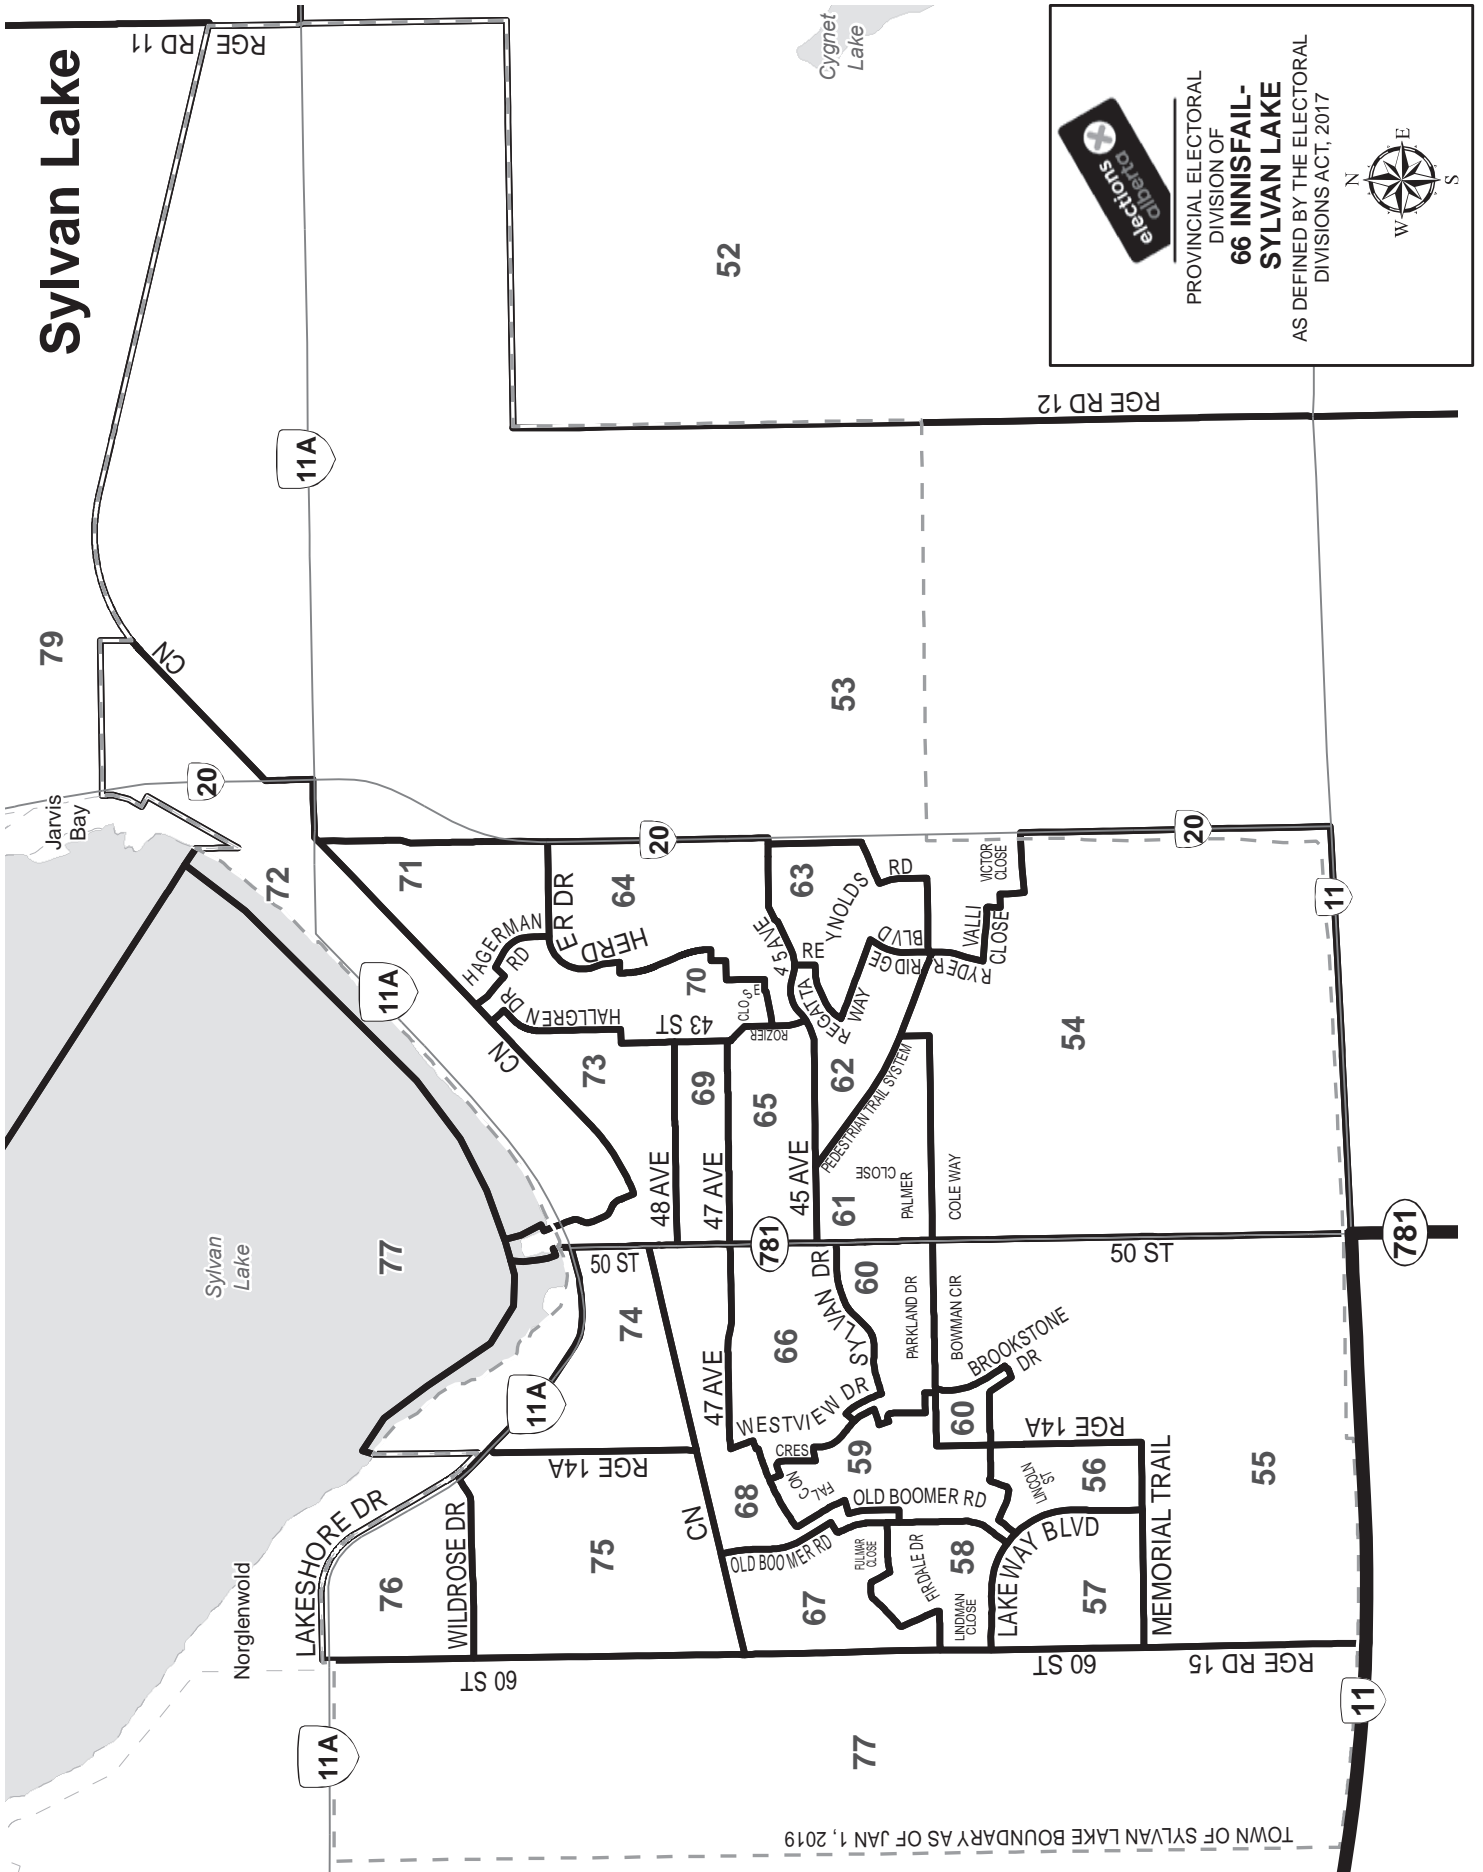 Sylvan Lake
RGE RD 11
Cygnet
Lake
elections
alberta
PROVINCIAL ELECTORAL
DIVISION OF
66 INNISFAIL-
SYLVAN LAKE
AS DEFINED BY THE ELECTORAL
DIVISIONS ACT, 2017
N
E
S
W
52
RGE RD 12
11A
79
CN
53
20
Jarvis
Bay
72
71
20
64
63
RD
REYNOLDS
VICTOR
CLOSE
20
11
HAGERMAN
RD
HERDER DR
45 AVE
RIDGE
BLVD
RYDER
VALLI
CLOSE
11A
HALLGREN DR
70
CLOSE
ROZIER
43 ST
REGATTA
WAY
CN
73
69
65
62
PEDESTRIAN TRAIL SYSTEM
54
48 AVE
47 AVE
45 AVE
61
CLOSE
PALMER
COLE WAY
Sylvan
Lake
77
50 ST
781
50 ST
781
74
66
SYLVAN DR
60
PARKLAND DR
BOWMAN CIR
BROOKSTONE
DR
11A
47 AVE
WESTVIEW DR
60
RGE 14A
RGE 14A
CRES
FALCON
59
LINCOLN
ST
56
55
68
OLD BOOMER RD
LAKESHORE DR
WILDROSE DR
CN
OLD BOOMER RD
FULMAR
CLOSE
FIRDALE DR
58
LAKEWAY BLVD
MEMORIAL TRAIL
Norglenwold
76
75
67
LINDMAN
CLOSE
57
60 ST
60 ST
RGE RD 15
11
11A
77
TOWN OF SYLVAN LAKE BOUNDARY AS OF JAN 1, 2019